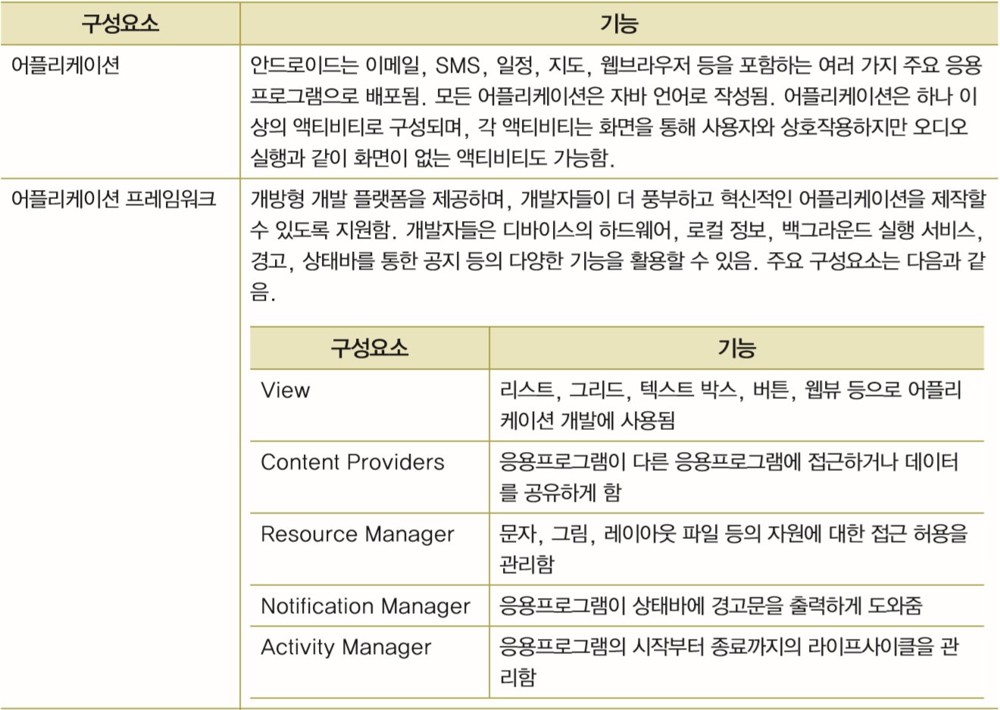 구성요소 기능
어플리케이션
안드로이드는 이메일, SMS, 일정, 지도, 웹브라우저 등을 포함하는 여러 가지 주요 응용
프로그램으로 배포됨. 모든 어플리케이션은 자바 언어로 작성됨. 어플리케이션은 하나 이
상의 액티비티로 구성되며, 각 액티비티는 화면을 통해 사용자와 상호작용하지만 오디오
실행과 같이 화면이 없는 액티비티도 가능함.
어플리케이션 프레임워크
개방형 개발 플랫폼을 제공하며, 개발자들이 더 풍부하고 혁신적인 어플리케이션을 제작할
수 있도록 지원함. 개발자들은 디바이스의 하드웨어, 로컬 정보, 백그라운드 실행 서비스,
경고, 상태바를 통한 공지 등의 다양한 기능을 활용할 수 있음. 주요 구성요소는 다음과 같
음.
구성요소 기능
View
리스트, 그리드, 텍스트 박스, 버튼, 웹뷰 등으로 어플리
케이션 개발에 사용됨
Content Providers
응용프로그램이 다른 응용프로그램에 접근하거나 데이터
를 공유하게 함
Resource Manager
문자, 그림, 레이아웃 파일 등의 자원에 대한 접근 허용을
관리함
Notification Manager
응용프로그램이 상태바에 경고문을 출력하게 도와줌
Activity Manager
응용프로그램의 시작부터 종료까지의 라이프사이클을 관
리함